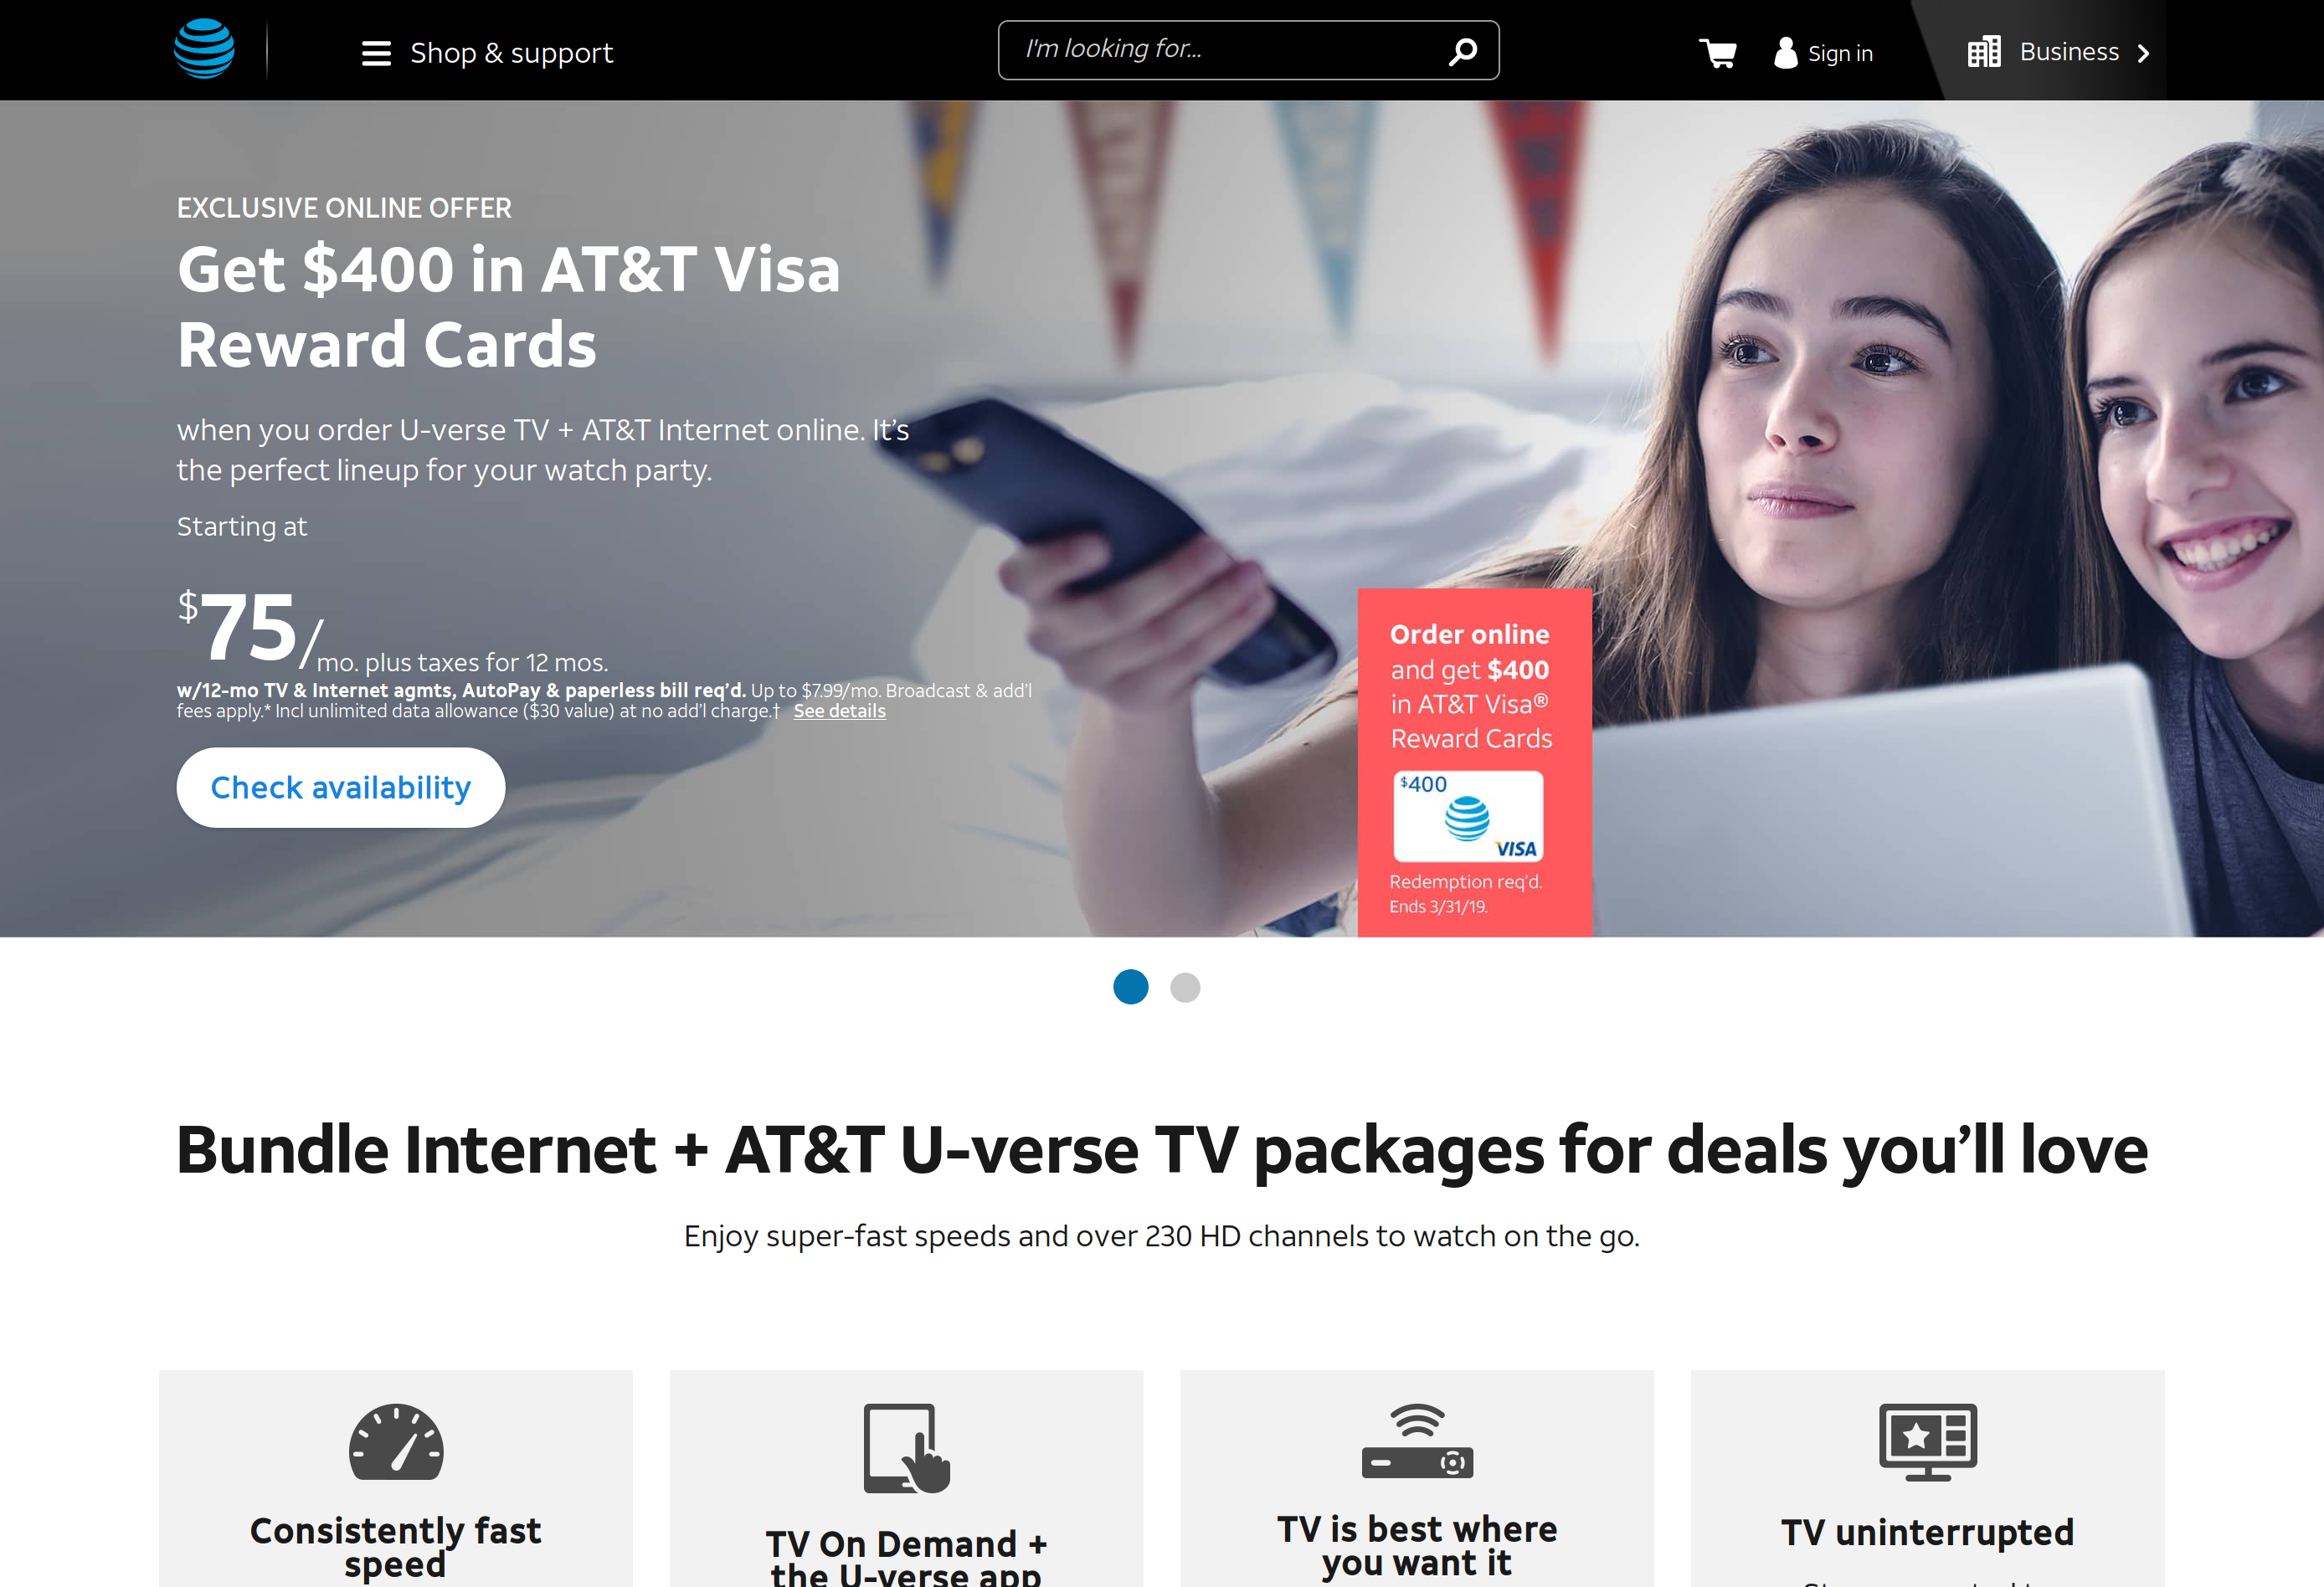 Shop & support
I'm looking for...
Sign in
Business
EXCLUSIVE ONLINE OFFER
Get $400 in AT&T Visa
Reward Cards
when you order U-verse TV + AT&T Internet online. It’s
the perfect lineup for your watch party.
Starting at
$75/mo. plus taxes for 12 mos.
w/12-mo TV & Internet agmts, AutoPay & paperless bill req’d. Up to $7.99/mo. Broadcast & add’l
fees apply.* Incl unlimited data allowance ($30 value) at no add’l charge.† See details
Check availability
Order online
and get $400
in AT&T Visa®
Reward Cards
$400
VISA
Redemption req’d.
Ends 3/31/19.
Bundle Internet + AT&T U-verse TV packages for deals you’ll love
Enjoy super-fast speeds and over 230 HD channels to watch on the go.
Consistently fast
speed
TV On Demand +
the U-verse app
TV is best where
you want it
TV uninterrupted